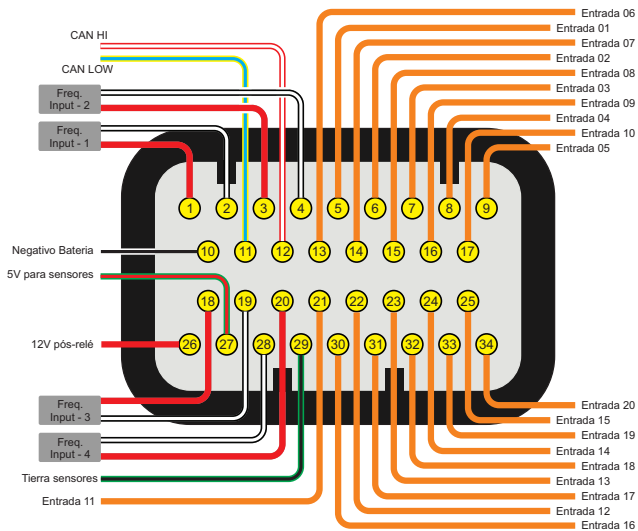 Entrada 06
Entrada 01
CAN HI
Entrada 07
Entrada 02
CAN LOW
Entrada 08
Entrada 03
Freq.
Input - 2
Entrada 09
Entrada 04
Freq.
Input - 1
Entrada 10
Entrada 05
1 2 3 4 5 6 7 8 9
Negativo Bateria
10 11 12 13 14 15 16 17
5V para sensores
18 19 20 21 22 23 24 25
12V pós-relé
26 27 28 29 30 31 32 33 34
Freq.
Input - 3
Entrada 20
Entrada 15
Entrada 19
Freq.
Input - 4
Entrada 14
Entrada 18
Tierra sensores
Entrada 13
Entrada 17
Entrada 11
Entrada 12
Entrada 16